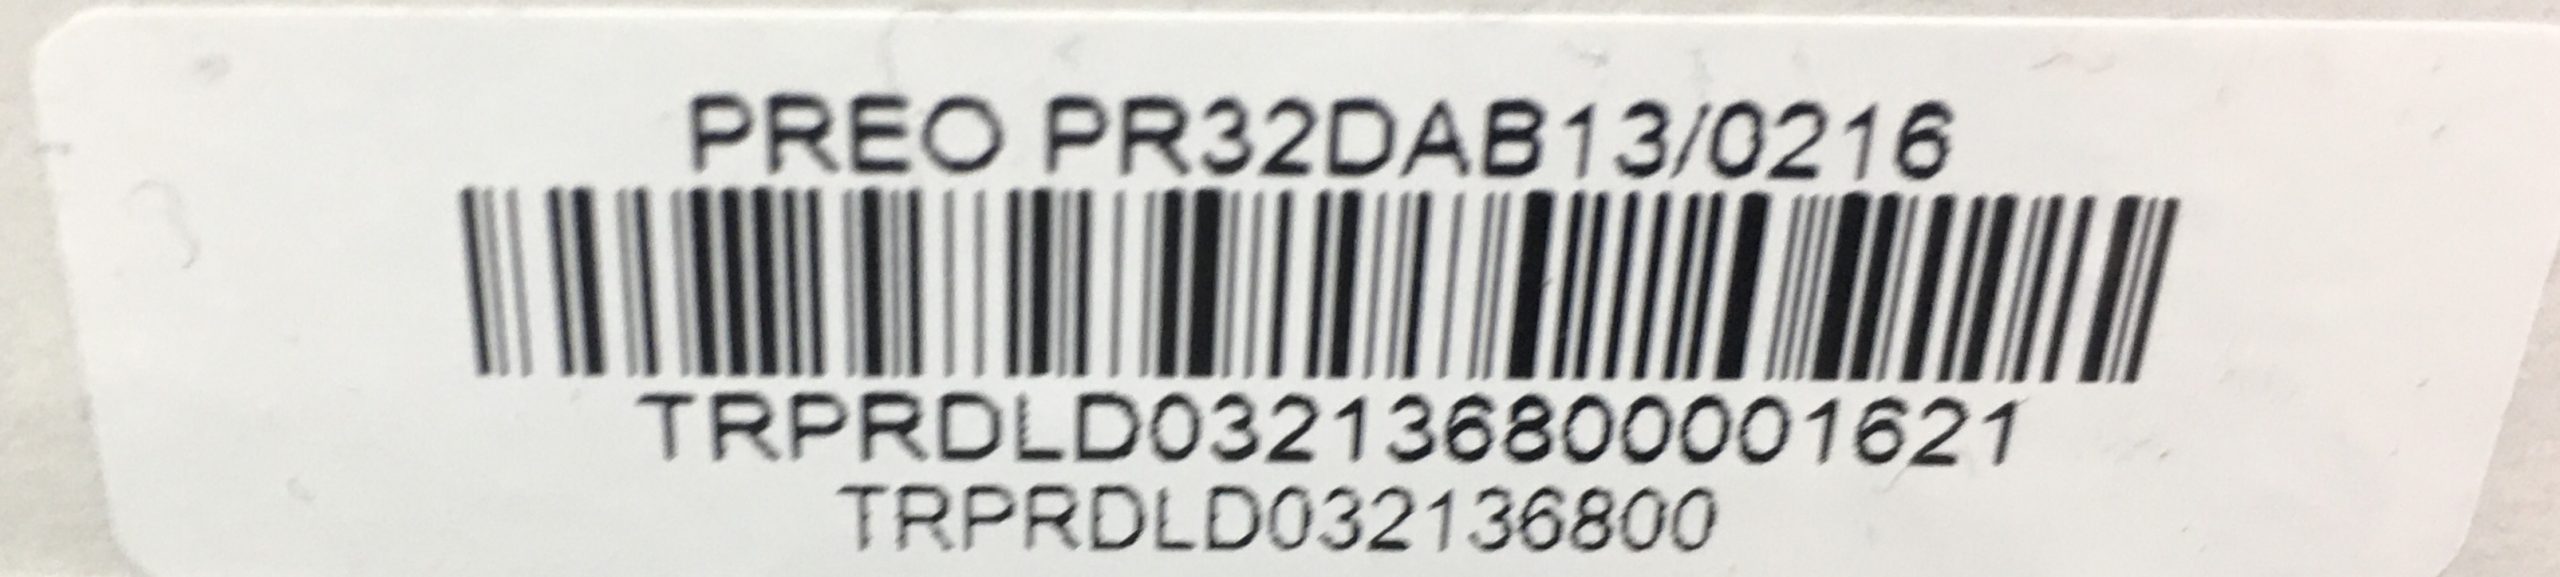 PREO PR32DAB13/0216
TRPRDLD032136800001621
TRPRDLD032136800